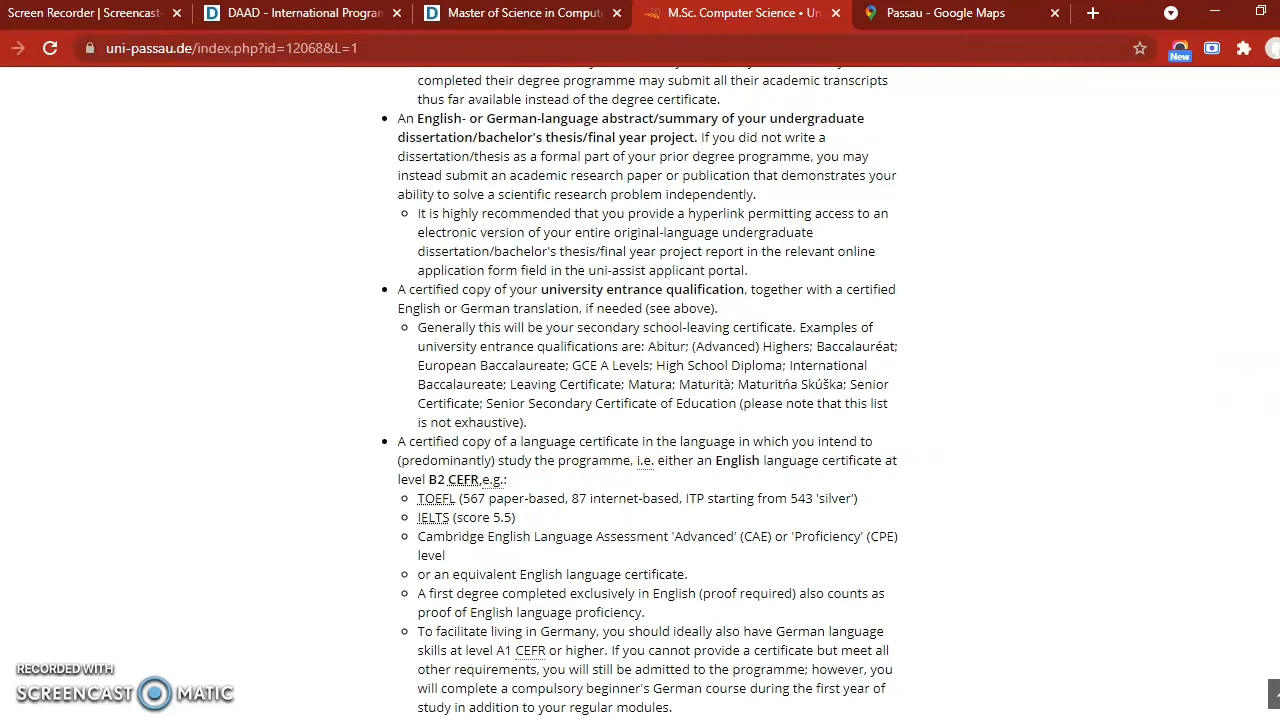 Screen Recorder | Screencast-
DAAD - International Program
Master of Science in Comput
M.Sc. Computer Science • Un
Passau - Google Maps
uni-passau.de/index.php?id=12068&L=1
New
completed their degree programme may submit all their academic transcripts
thus far available instead of the degree certificate.
An English- or German-language abstract/summary of your undergraduate
dissertation/bachelor's thesis/final year project. If you did not write a
dissertation/thesis as a formal part of your prior degree programme, you may
instead submit an academic research paper or publication that demonstrates your
ability to solve a scientific research problem independently.
It is highly recommended that you provide a hyperlink permitting access to an
electronic version of your entire original-language undergraduate
dissertation/bachelor's thesis/final year project report in the relevant online
application form field in the uni-assist applicant portal.
A certified copy of your university entrance qualification, together with a certified
English or German translation, if needed (see above).
Generally this will be your secondary school-leaving certificate. Examples of
university entrance qualifications are: Abitur; (Advanced) Highers; Baccalauréat;
European Baccalaureate; GCE A Levels; High School Diploma; International
Baccalaureate; Leaving Certificate; Matura; Maturità; Maturitńa Skúška; Senior
Certificate; Senior Secondary Certificate of Education (please note that this list
is not exhaustive).
A certified copy of a language certificate in the language in which you intend to
(predominantly) study the programme, i.e. either an English language certificate at
level B2 CEFR,e.g.:
TOEFL (567 paper-based, 87 internet-based, ITP starting from 543 'silver')
IELTS (score 5.5)
Cambridge English Language Assessment 'Advanced' (CAE) or 'Proficiency' (CPE)
level
or an equivalent English language certificate.
A first degree completed exclusively in English (proof required) also counts as
proof of English language proficiency.
To facilitate living in Germany, you should ideally also have German language
skills at level A1 CEFR or higher. If you cannot provide a certificate but meet all
other requirements, you will still be admitted to the programme; however, you
will complete a compulsory beginner's German course during the first year of
study in addition to your regular modules.
RECORDED WITH
SCREENCAST MATIC